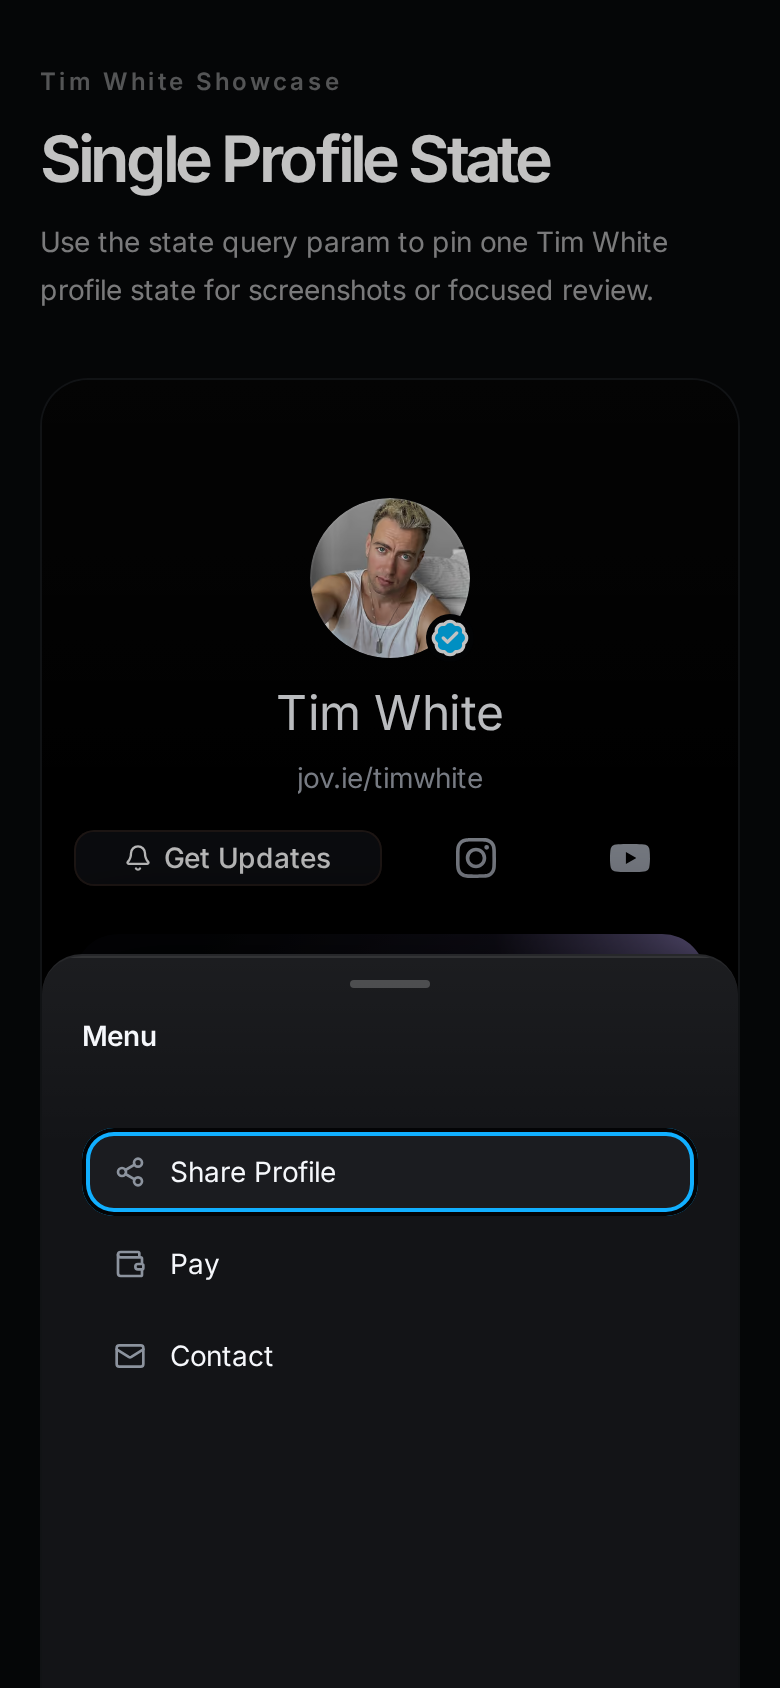 Tim White Showcase
Single Profile State
Use the state query param to pin one Tim White
profile state for screenshots or focused review.
Tim White
jov.ie/timwhite
Get Updates
Menu
Share Profile
Pay
Contact